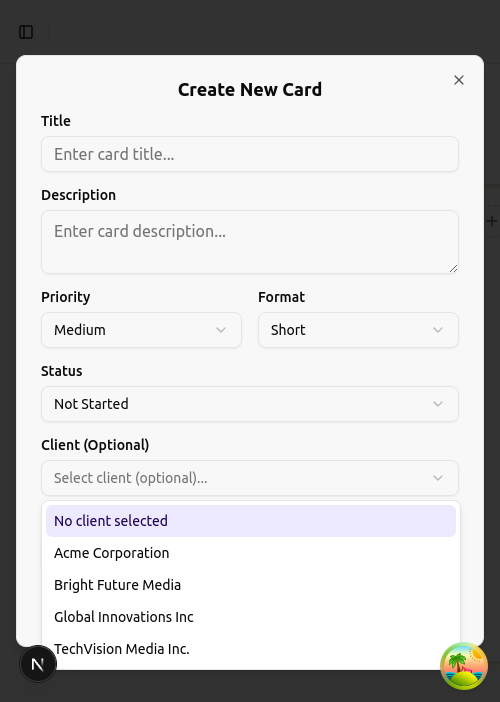 Create New Card
Title
Enter card title...
Description
Enter card description...
Priority
Format
Medium
Short
Status
Not Started
Client (Optional)
Select client (optional)...
No client selected
Acme Corporation
Bright Future Media
Global Innovations Inc
TechVision Media Inc.
N